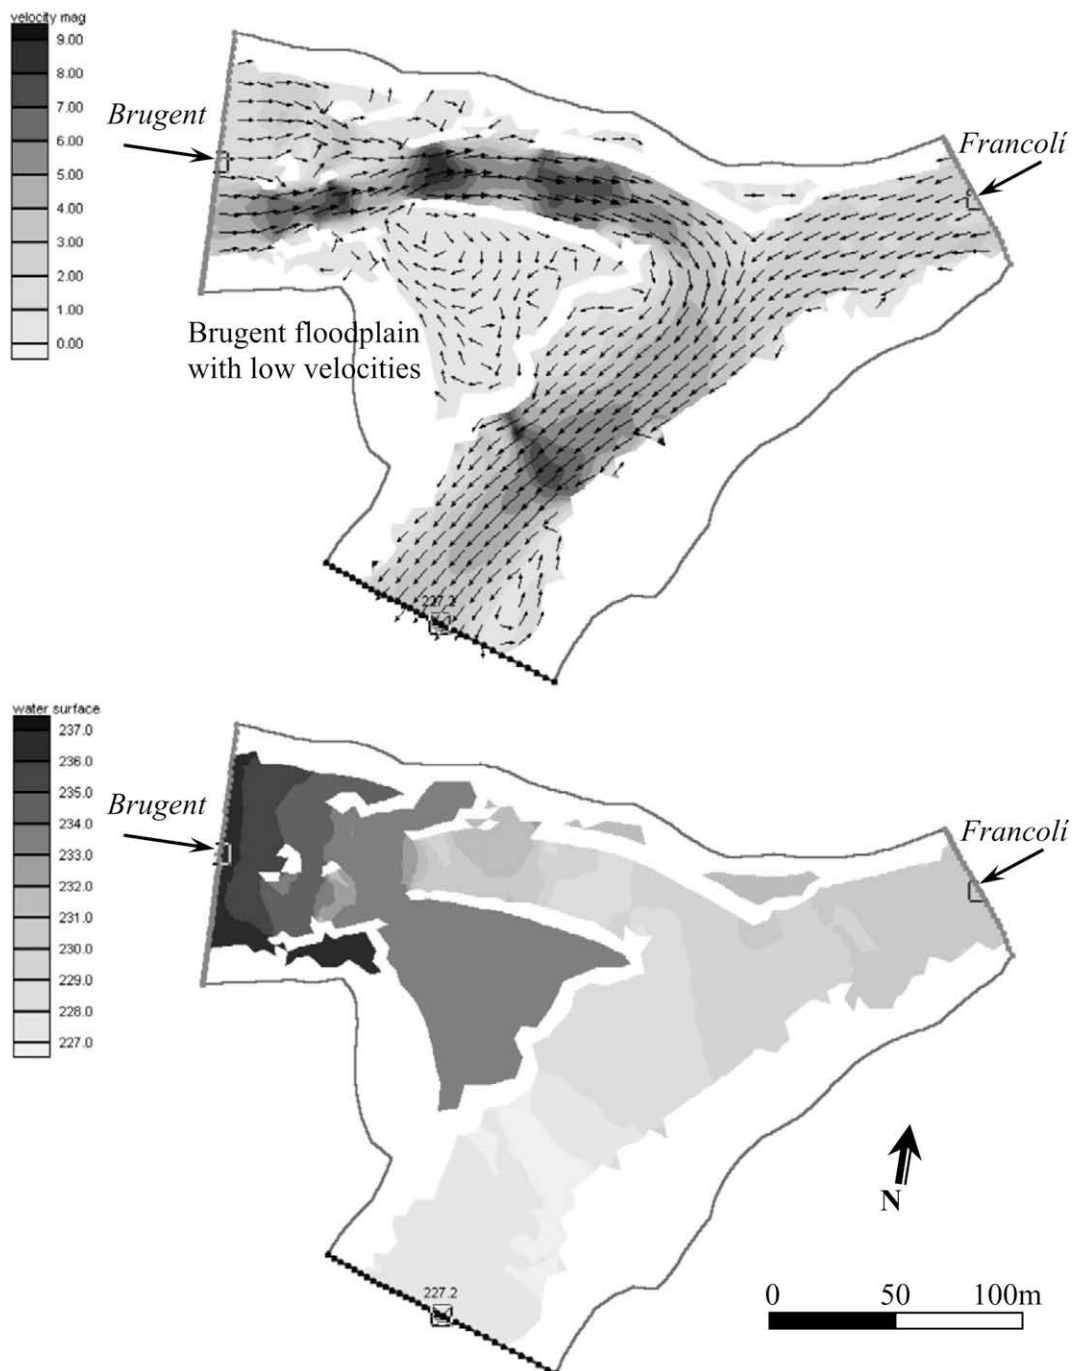 velocity mag
9.00
8.00
7.00
6.00
5.00
4.00
3.00
2.00
1.00
0.00
Brugent
Francolí
Brugent floodplain
with low velocities
227.2
water surface
237.0
236.0
235.0
234.0
233.0
232.0
231.0
230.0
229.0
228.0
227.0
Brugent
Francolí
N
227.2
0 50 100m